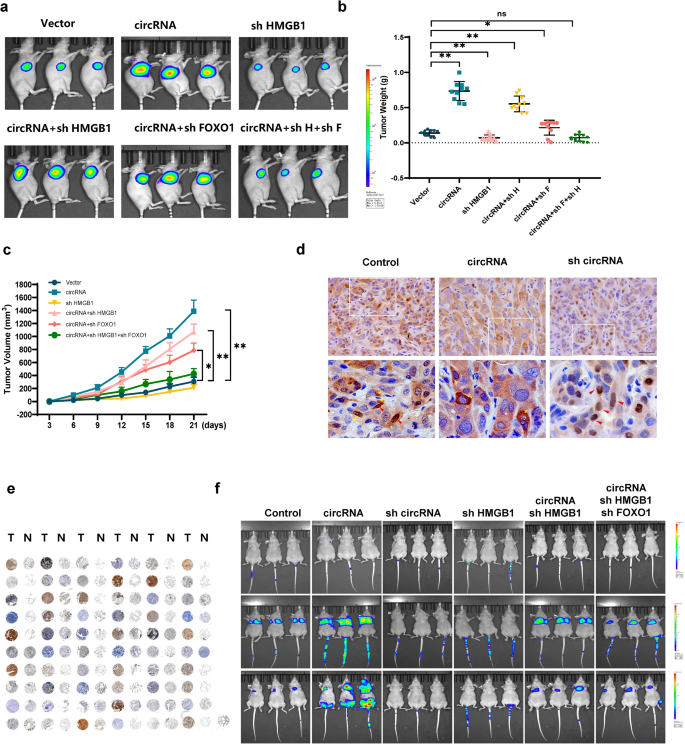 a
Vector circRNA sh HMGB1
circRNA+sh HMGB1 circRNA+sh FOXO1 circRNA+sh H+sh F
b
ns
*
**
**
**
Tumor Weight (g)
1.5
1.0
0.5
0.0
-0.5
Vector
circRNA
sh HMGB1
circRNA+sh H
circRNA+sh F
circRNA+sh F+sh H
c
Tumor Volume (mm³)
1800
1600
1400
1200
1000
800
600
400
200
0
Vector
circRNA
sh HMGB1
circRNA+sh HMGB1
circRNA+sh FOXO1
circRNA+sh HMGB1+sh FOXO1
* ** **
3 6 9 12 15 18 21 (days)
d
Control circRNA sh circRNA
e
T N T N T N T N T N T N
f
Control circRNA sh circRNA sh HMGB1 circRNA sh HMGB1 circRNA sh HMGB1 sh FOXO1